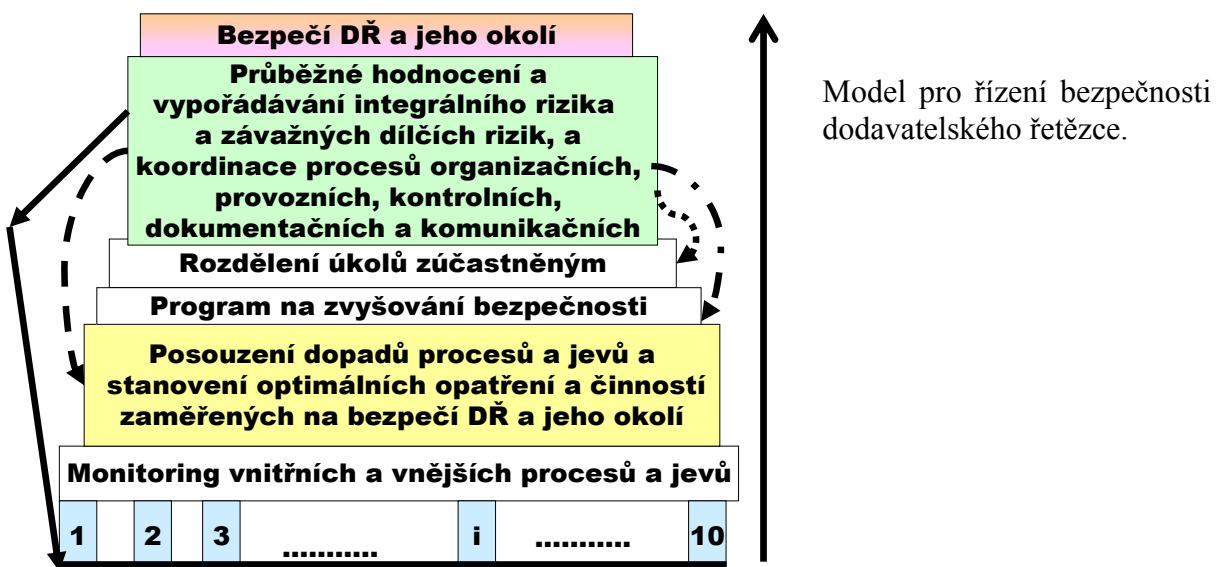 Bezpečí DŘ a jeho okolí
Průběžné hodnocení a
vypořádávání integrálního rizika
a závažných dílčích rizik, a
koordinace procesů organizačních,
provozních, kontrolních,
dokumentačních a komunikačních
Rozdělení úkolů zúčastněným
Program na zvyšování bezpečnosti
Posouzení dopadů procesů a jevů a
stanovení optimálních opatření a činností
zaměřených na bezpečí DŘ a jeho okolí
Monitoring vnitřních a vnějších procesů a jevů
1 2 3 ........... i ........... 10
Model pro řízení bezpečnosti
dodavatelského řetězce.